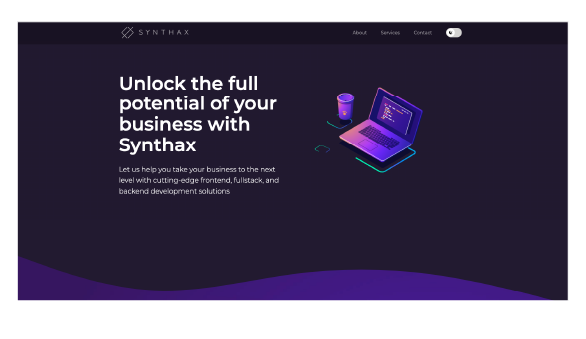 SYNTHAX
About Services Contact
Unlock the full
potential of your
business with
Synthax
Let us help you take your business to the next
level with cutting-edge frontend, fullstack, and
backend development solutions